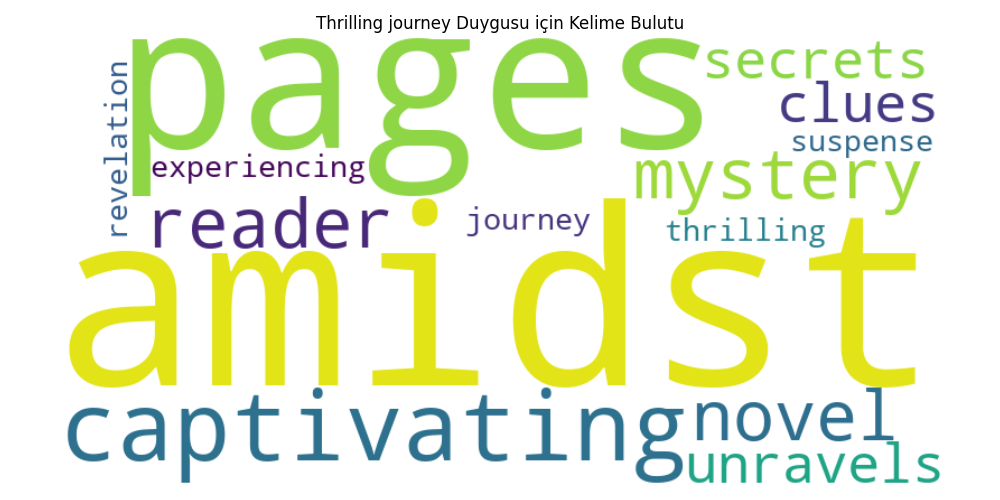 Thrilling journey Duygusu için Kelime Bulutu
pages
secrets
clues
suspense
revelation
experiencing
mystery
reader
journey
thrilling
amidst
captivating
novel
unravels